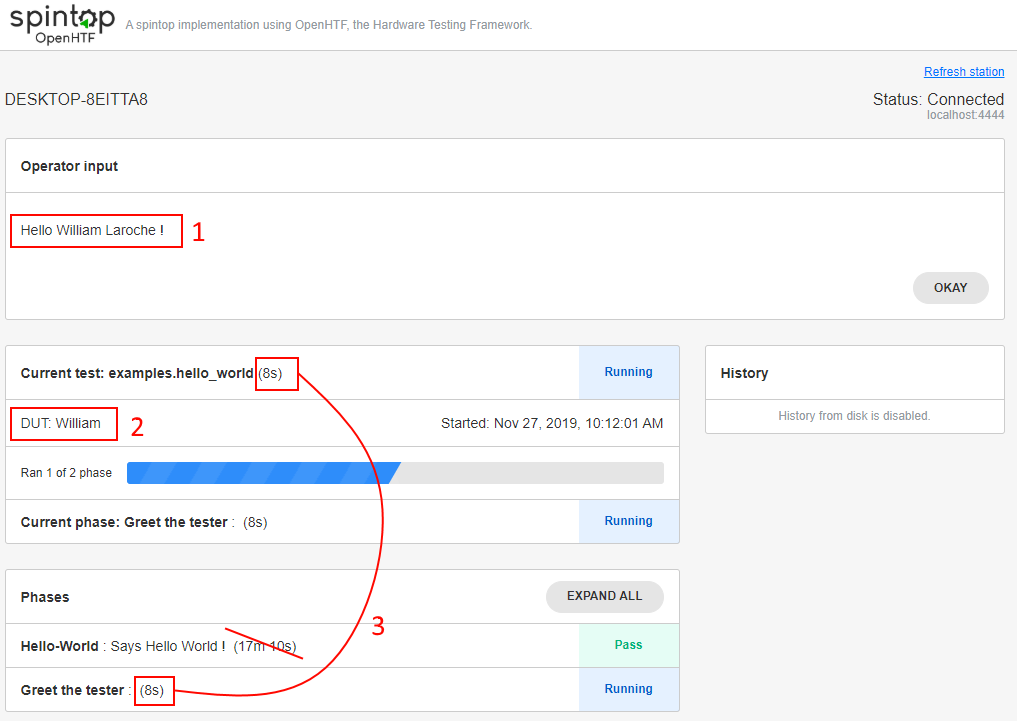 spintop
OpenHTF
A spintop implementation using OpenHTF, the Hardware Testing Framework.
Refresh station
DESKTOP-8EITTA8
Status: Connected
localhost:4444
Operator input
Hello William Laroche !
1
OKAY
Current test: examples.hello_world (8s)
Running
DUT: William
2
Started: Nov 27, 2019, 10:12:01 AM
Ran 1 of 2 phase
Current phase: Greet the tester : (8s)
Running
History
History from disk is disabled.
Phases
EXPAND ALL
3
Hello-World : Says Hello World ! (17m 10s)
Pass
Greet the tester : (8s)
Running